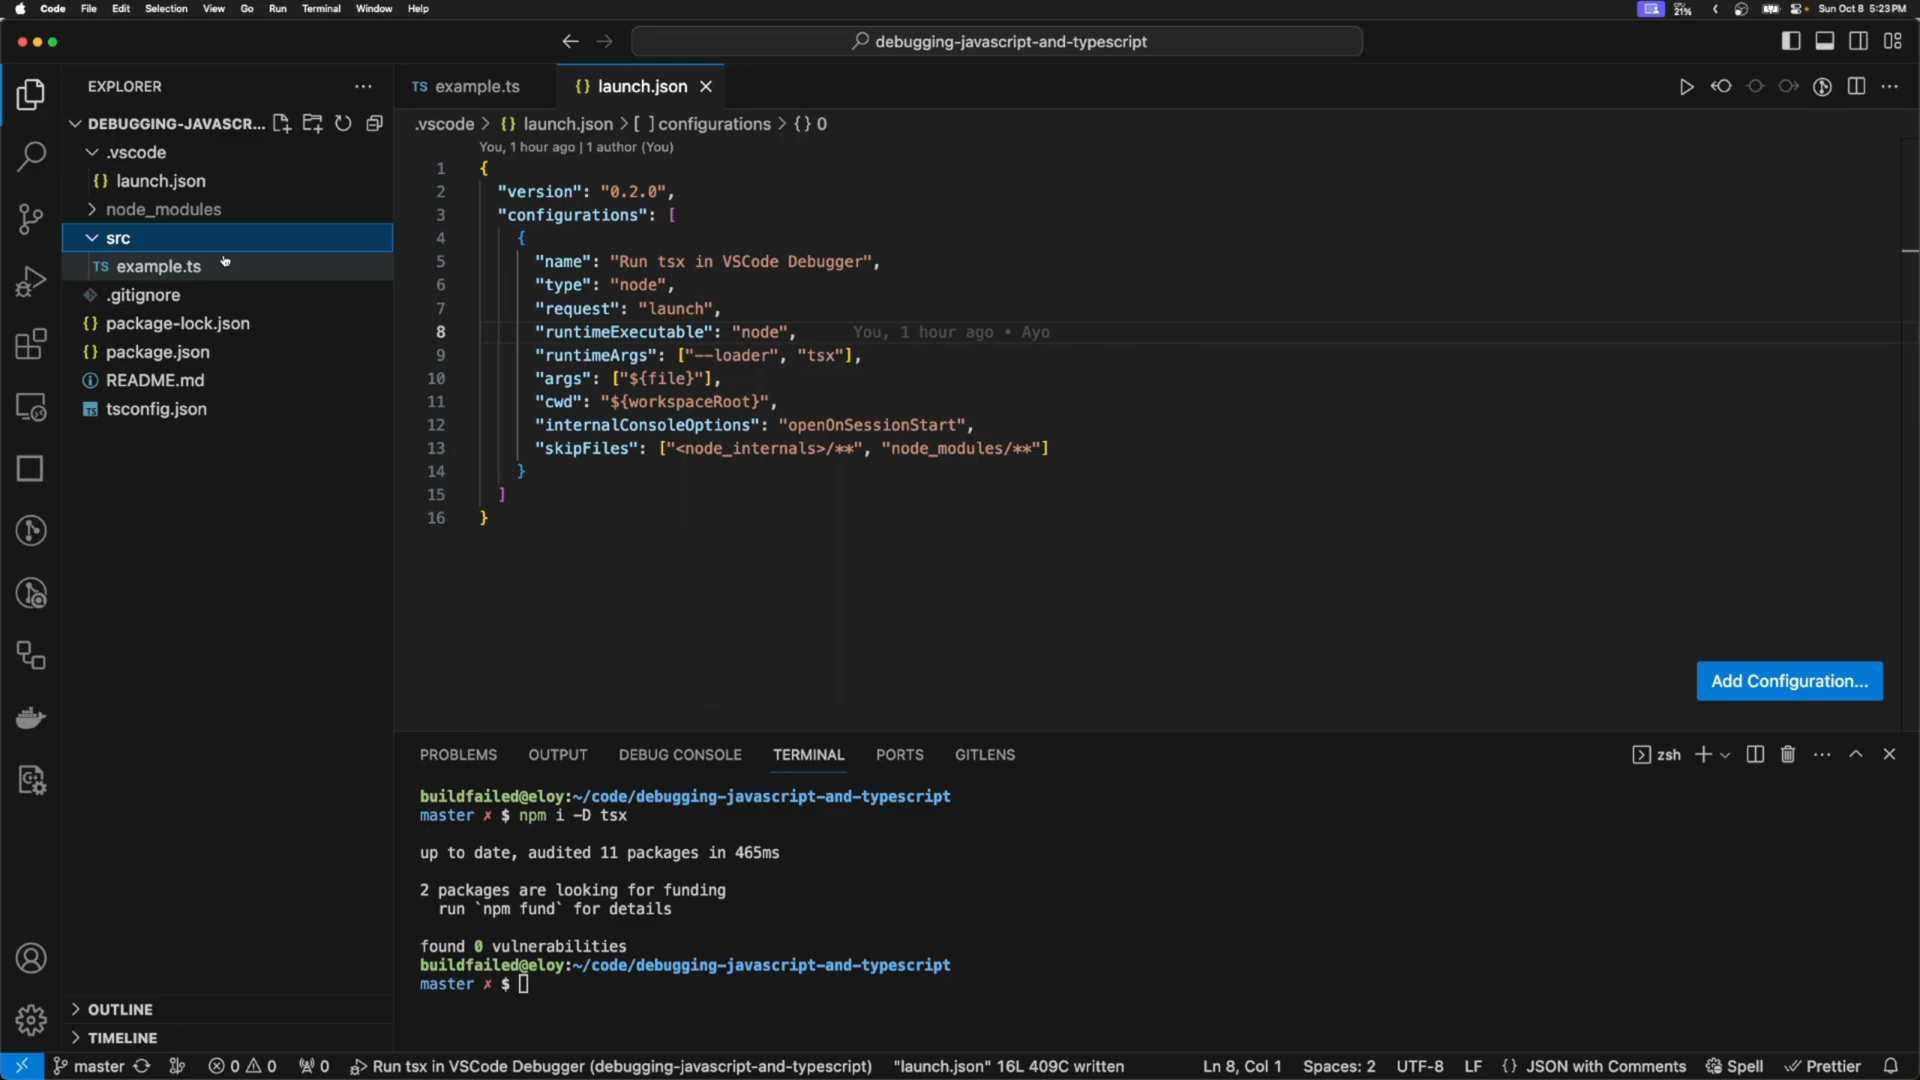 Code File Edit Selection View Go Run Terminal Window Help
CPU 21% Sun Oct 8 5:23 PM
debugging-javascript-and-typescript
EXPLORER
DEBUGGING-JAVASCR...
.vscode
{} launch.json
node_modules
src
TS example.ts
.gitignore
{} package-lock.json
{} package.json
README.md
TS tsconfig.json
OUTLINE
TIMELINE
TS example.ts {} launch.json
.vscode > {} launch.json > [ ] configurations > {} 0
You, 1 hour ago | 1 author (You)
1 {
2 "version": "0.2.0",
3 "configurations": [
4 {
5 "name": "Run tsx in VSCode Debugger",
6 "type": "node",
7 "request": "launch",
8 "runtimeExecutable": "node", You, 1 hour ago • Ayo
9 "runtimeArgs": ["--loader", "tsx"],
10 "args": ["${file}"],
11 "cwd": "${workspaceRoot}",
12 "internalConsoleOptions": "openOnSessionStart",
13 "skipFiles": ["<node_internals>/**", "node_modules/**"]
14 }
15 ]
16 }
Add Configuration...
PROBLEMS OUTPUT DEBUG CONSOLE TERMINAL PORTS GITLENS
zsh
buildfailed@eloy:~/code/debugging-javascript-and-typescript
master ✗ $ npm i -D tsx
up to date, audited 11 packages in 465ms
2 packages are looking for funding
run `npm fund` for details
found 0 vulnerabilities
buildfailed@eloy:~/code/debugging-javascript-and-typescript
master ✗ $
master 0 0 0 Run tsx in VSCode Debugger (debugging-javascript-and-typescript) "launch.json" 16L 409C written Ln 8, Col 1 Spaces: 2 UTF-8 LF {} JSON with Comments Spell Prettier